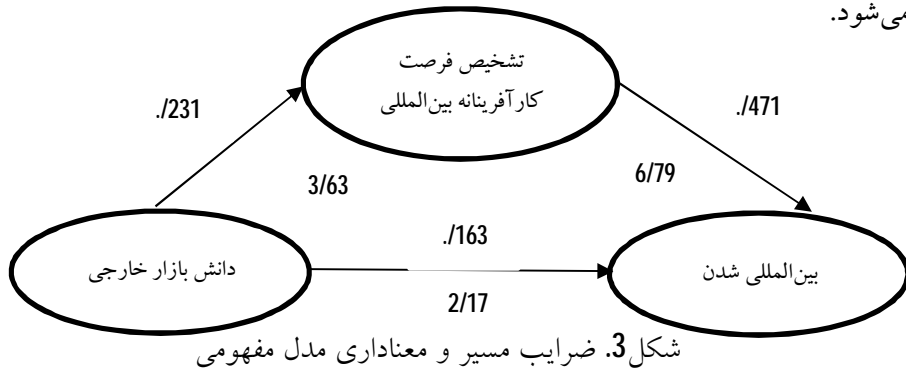 می‌شود.
تشخیص فرصت
کارآفرینانه بین‌المللی
./231
./471
3/63
6/79
./163
دانش بازار خارجی
بین‌المللی شدن
2/17
شکل3. ضرایب مسیر و معناداری مدل مفهومی